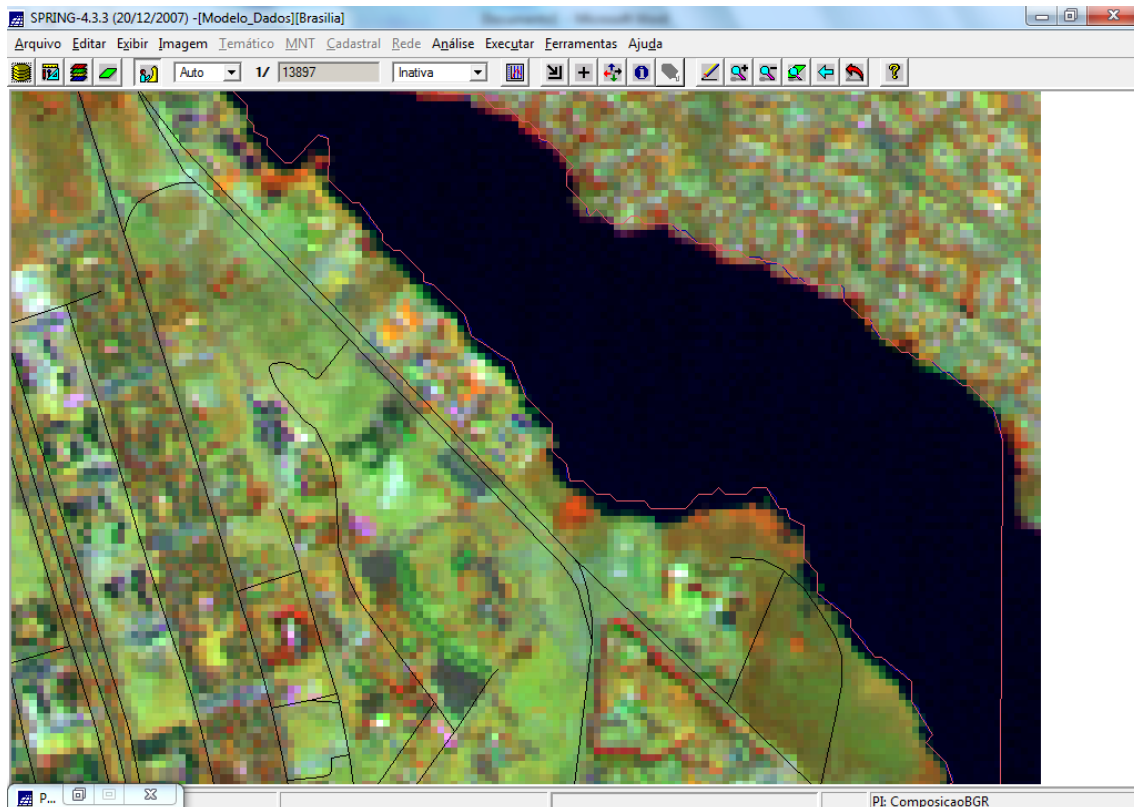 SPRING-4.3.3 (20/12/2007) -[Modelo_Dados][Brasilia]
Arquivo Editar Exibir Imagem Temático MNT Cadastral Rede Análise Executar Ferramentas Ajuda
Auto 1/ 13897 Inativa
P...
PI: ComposicaoBGR